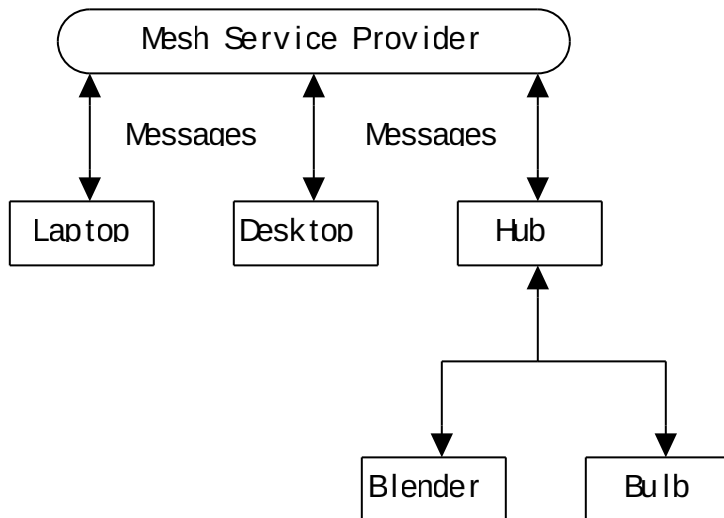 Mesh Service Provider
Messages
Messages
Laptop
Desktop
Hub
Blender
Bulb